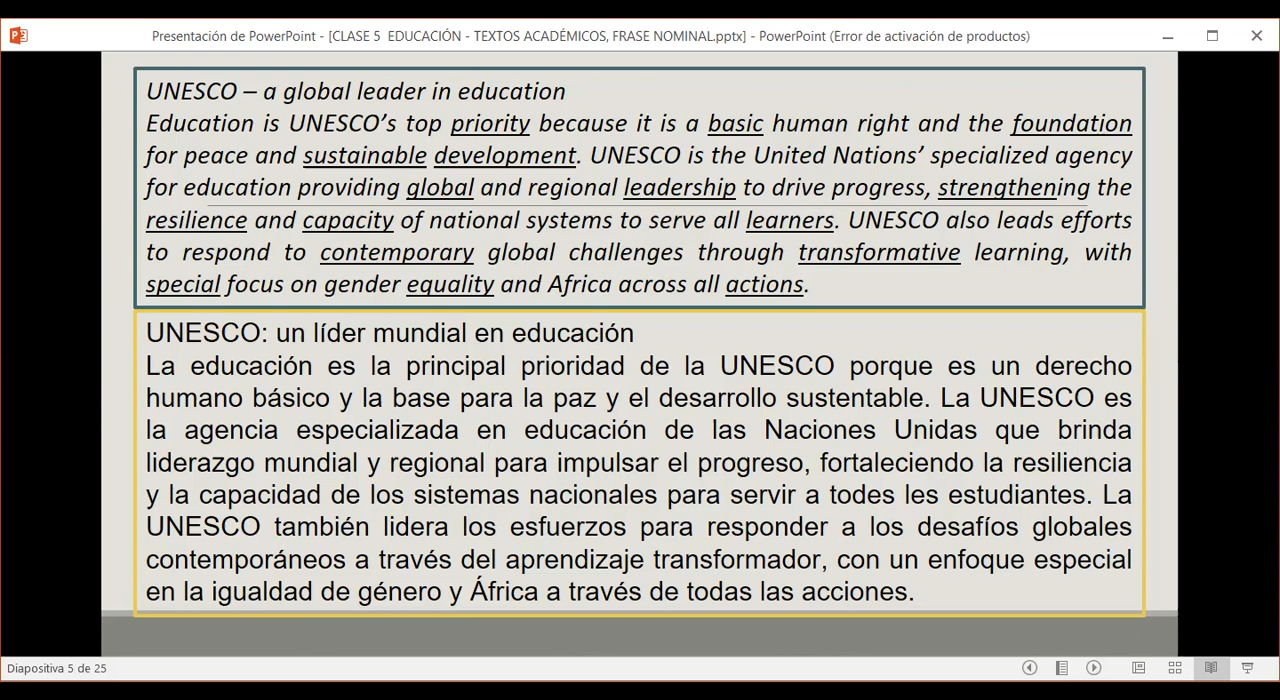 Presentación de PowerPoint - [CLASE 5  EDUCACIÓN - TEXTOS ACADÉMICOS, FRASE NOMINAL.pptx] - PowerPoint (Error de activación de productos)
UNESCO – a global leader in education
Education is UNESCO’s top priority because it is a basic human right and the foundation
for peace and sustainable development. UNESCO is the United Nations’ specialized agency
for education providing global and regional leadership to drive progress, strengthening the
resilience and capacity of national systems to serve all learners. UNESCO also leads efforts
to respond to contemporary global challenges through transformative learning, with
special focus on gender equality and Africa across all actions.
UNESCO: un líder mundial en educación
La educación es la principal prioridad de la UNESCO porque es un derecho
humano básico y la base para la paz y el desarrollo sustentable. La UNESCO es
la agencia especializada en educación de las Naciones Unidas que brinda
liderazgo mundial y regional para impulsar el progreso, fortaleciendo la resiliencia
y la capacidad de los sistemas nacionales para servir a todes les estudiantes. La
UNESCO también lidera los esfuerzos para responder a los desafíos globales
contemporáneos a través del aprendizaje transformador, con un enfoque especial
en la igualdad de género y África a través de todas las acciones.
Diapositiva 5 de 25